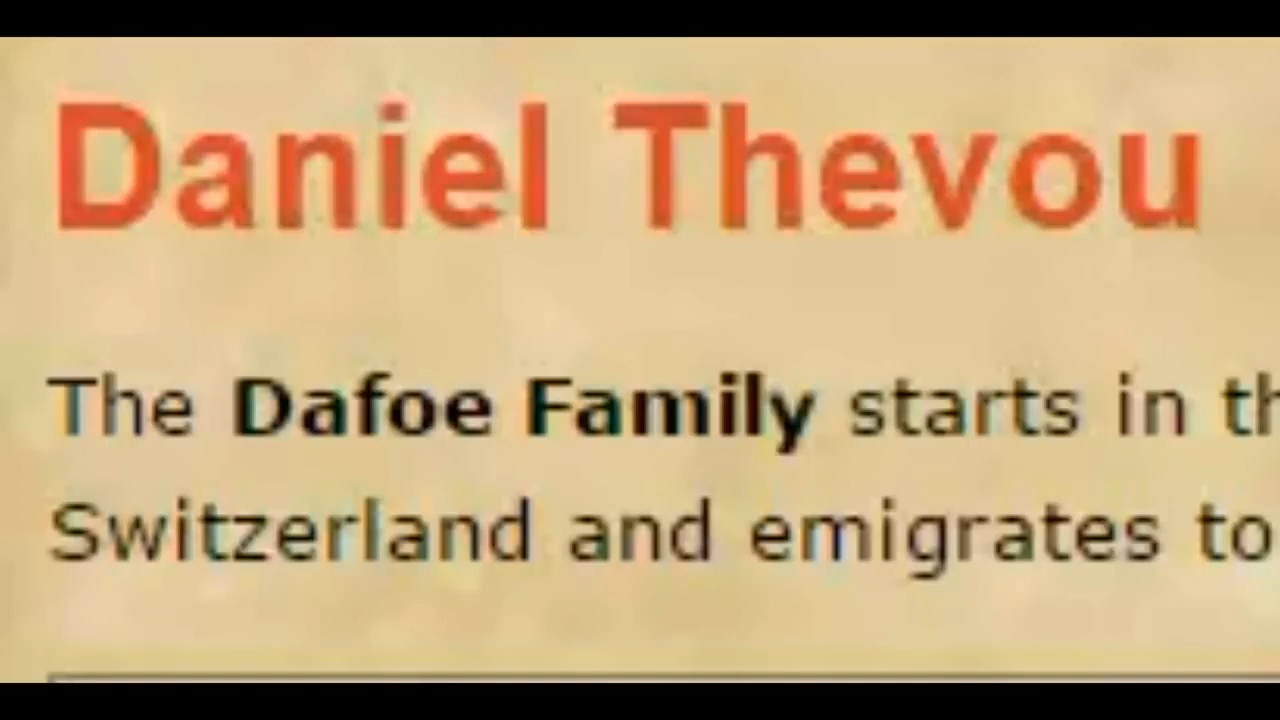 Daniel Thevou
The Dafoe Family starts in th
Switzerland and emigrates to